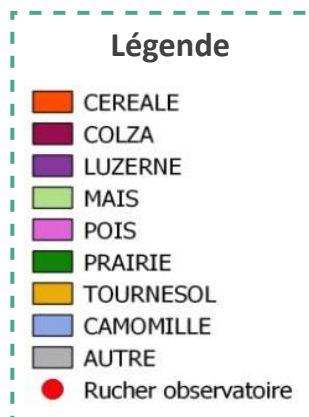 Légende
CEREALE
COLZA
LUZERNE
MAIS
POIS
PRAIRIE
TOURNESOL
CAMOMILLE
AUTRE
Rucher observatoire